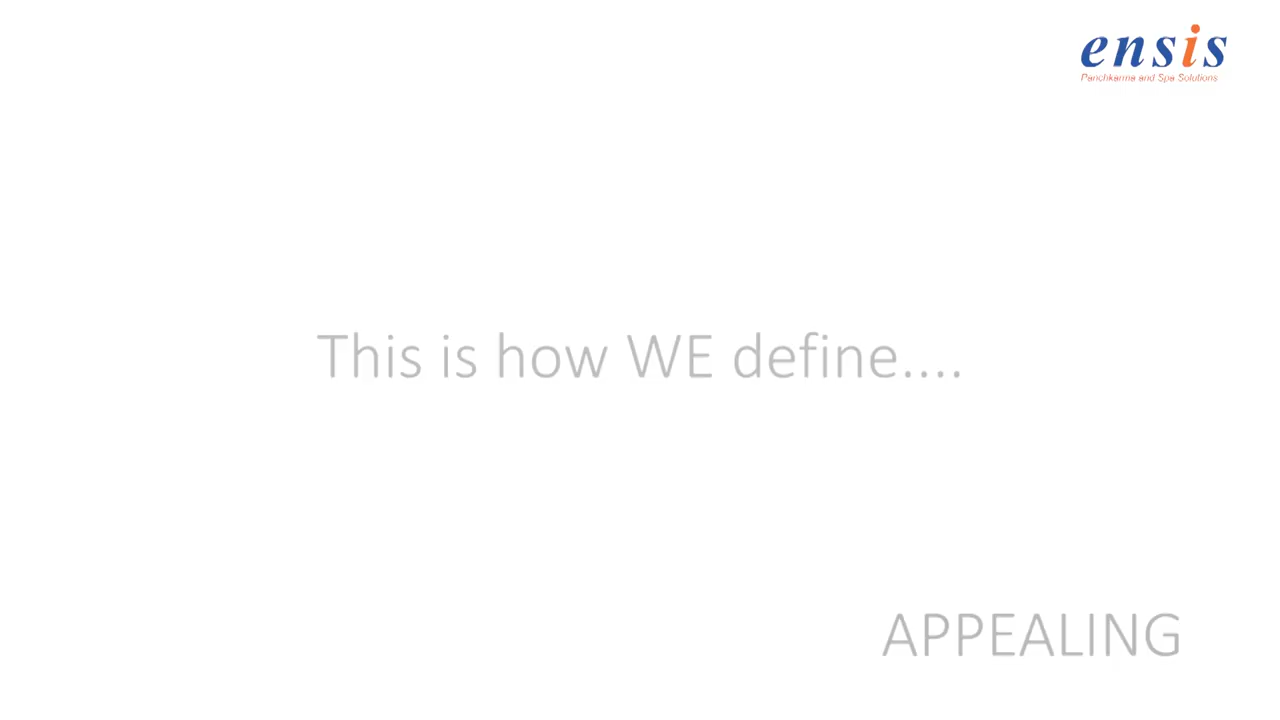 ensis
Panchkarma and Spa Solutions
This is how WE define....
APPEALING